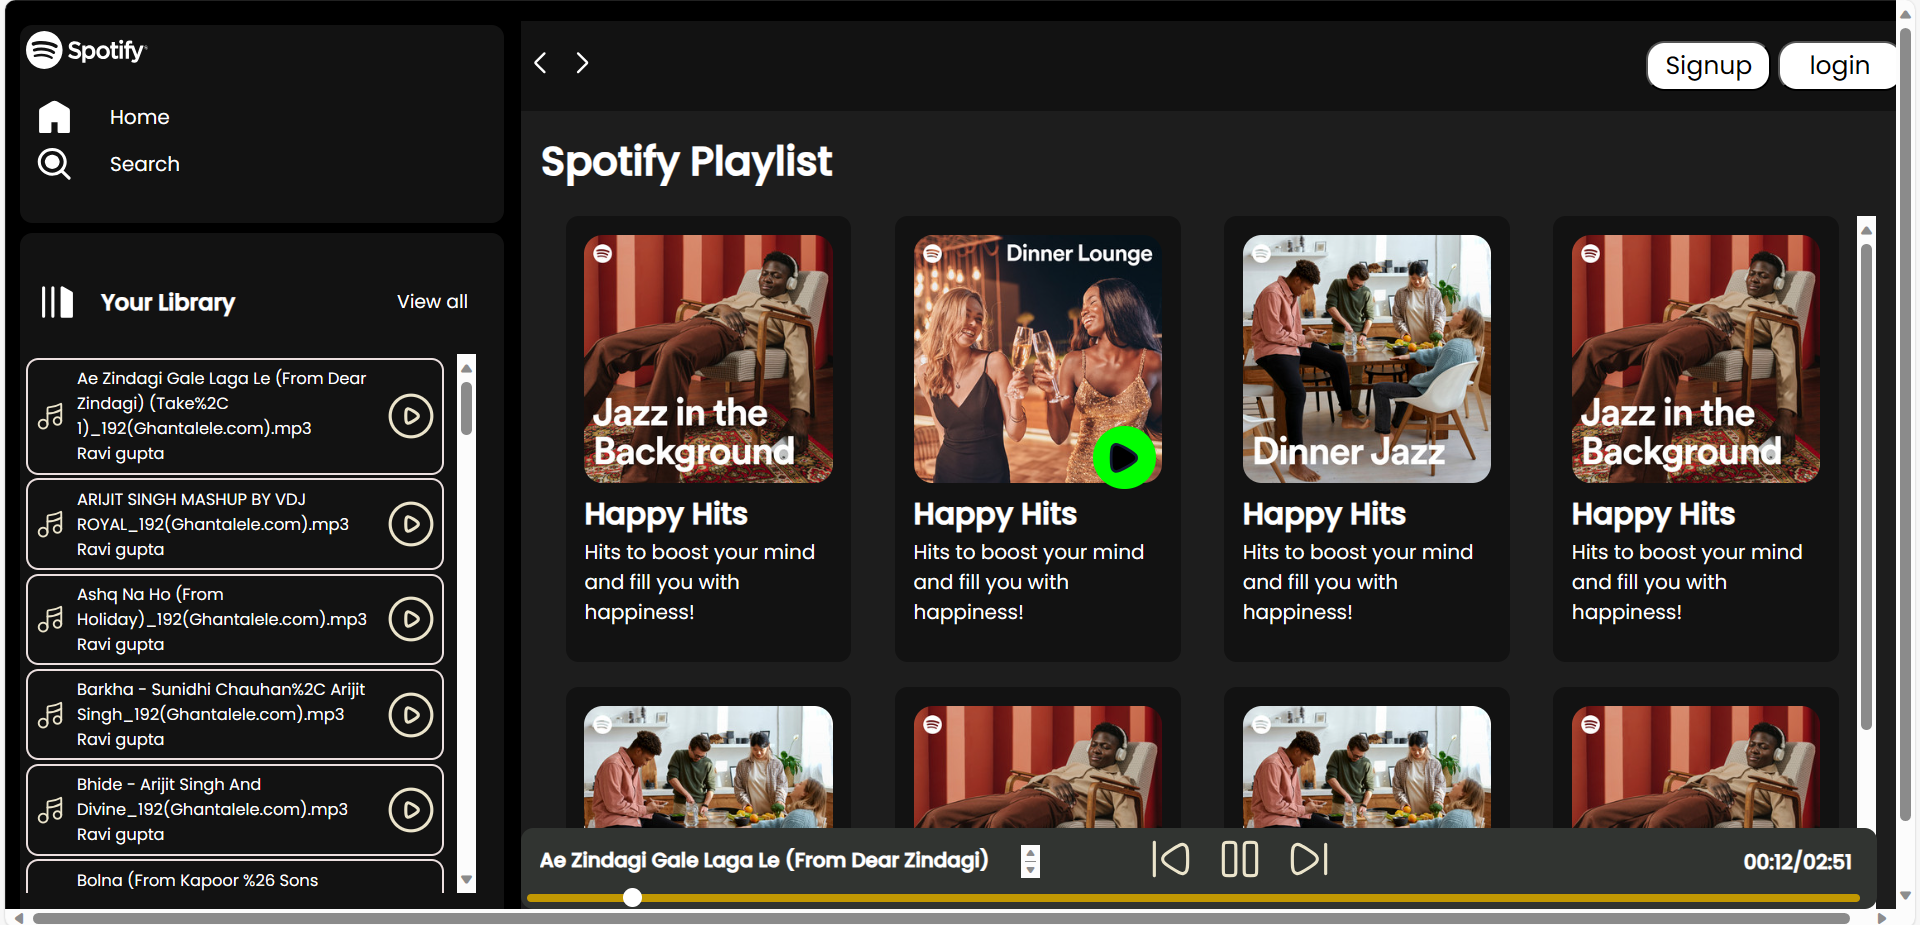 Spotify
Home
Search
Your Library
View all
Ae Zindagi Gale Laga Le (From Dear
Zindagi) (Take%2C
1)_192(Ghantalele.com).mp3
Ravi gupta
ARIJIT SINGH MASHUP BY VDJ
ROYAL_192(Ghantalele.com).mp3
Ravi gupta
Ashq Na Ho (From
Holiday)_192(Ghantalele.com).mp3
Ravi gupta
Barkha - Sunidhi Chauhan%2C Arijit
Singh_192(Ghantalele.com).mp3
Ravi gupta
Bhide - Arijit Singh And
Divine_192(Ghantalele.com).mp3
Ravi gupta
Bolna (From Kapoor %26 Sons
Signup
login
Spotify Playlist
Jazz in the
Background
Happy Hits
Hits to boost your mind
and fill you with
happiness!
Dinner Lounge
Happy Hits
Hits to boost your mind
and fill you with
happiness!
Dinner Jazz
Happy Hits
Hits to boost your mind
and fill you with
happiness!
Jazz in the
Background
Happy Hits
Hits to boost your mind
and fill you with
happiness!
Ae Zindagi Gale Laga Le (From Dear Zindagi)
00:12/02:51